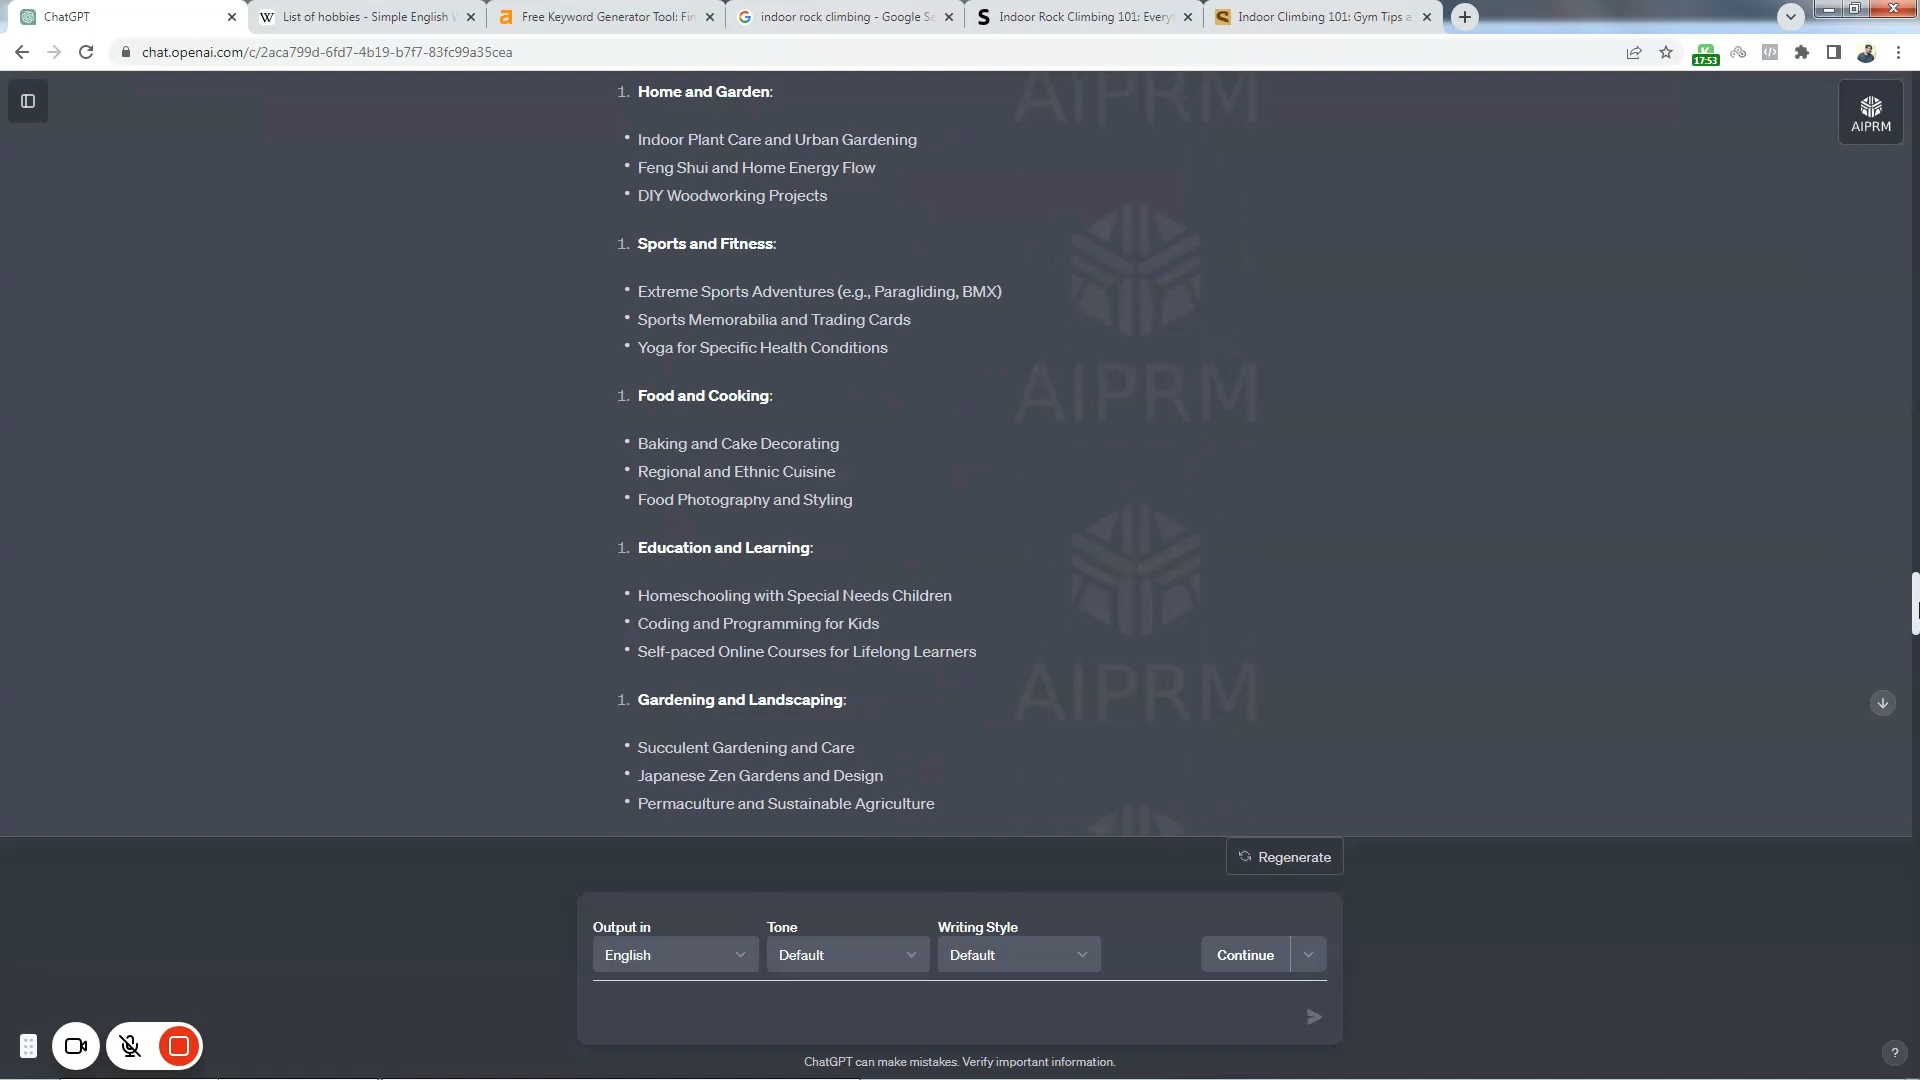 ChatGPT
List of hobbies - Simple English W
Free Keyword Generator Tool: Fin
indoor rock climbing - Google Se
Indoor Rock Climbing 101: Every
Indoor Climbing 101: Gym Tips a
chat.openai.com/c/2aca799d-6fd7-4b19-b7f7-83fc99a35cea
17:53
AIPRM
1. Home and Garden:
• Indoor Plant Care and Urban Gardening
• Feng Shui and Home Energy Flow
• DIY Woodworking Projects
1. Sports and Fitness:
• Extreme Sports Adventures (e.g., Paragliding, BMX)
• Sports Memorabilia and Trading Cards
• Yoga for Specific Health Conditions
AIPRM
1. Food and Cooking:
• Baking and Cake Decorating
• Regional and Ethnic Cuisine
• Food Photography and Styling
1. Education and Learning:
• Homeschooling with Special Needs Children
• Coding and Programming for Kids
• Self-paced Online Courses for Lifelong Learners
AIPRM
1. Gardening and Landscaping:
• Succulent Gardening and Care
• Japanese Zen Gardens and Design
• Permaculture and Sustainable Agriculture
AIPRM
Regenerate
Output in
Tone
Writing Style
English
Default
Default
Continue
ChatGPT can make mistakes. Verify important information.
?